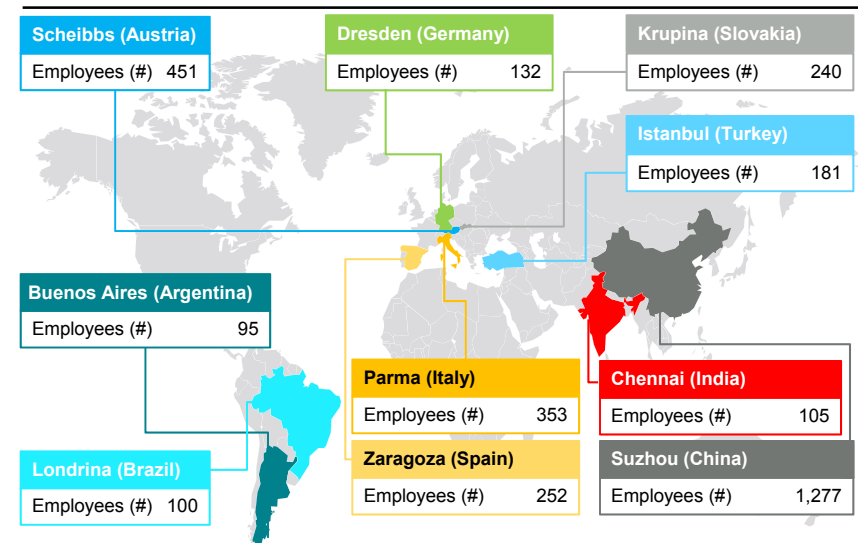 Scheibbs (Austria)
Employees (#) 451
Dresden (Germany)
Employees (#) 132
Krupina (Slovakia)
Employees (#) 240
Istanbul (Turkey)
Employees (#) 181
Buenos Aires (Argentina)
Employees (#) 95
Parma (Italy)
Employees (#) 353
Chennai (India)
Employees (#) 105
Londrina (Brazil)
Employees (#) 100
Zaragoza (Spain)
Employees (#) 252
Suzhou (China)
Employees (#) 1,277